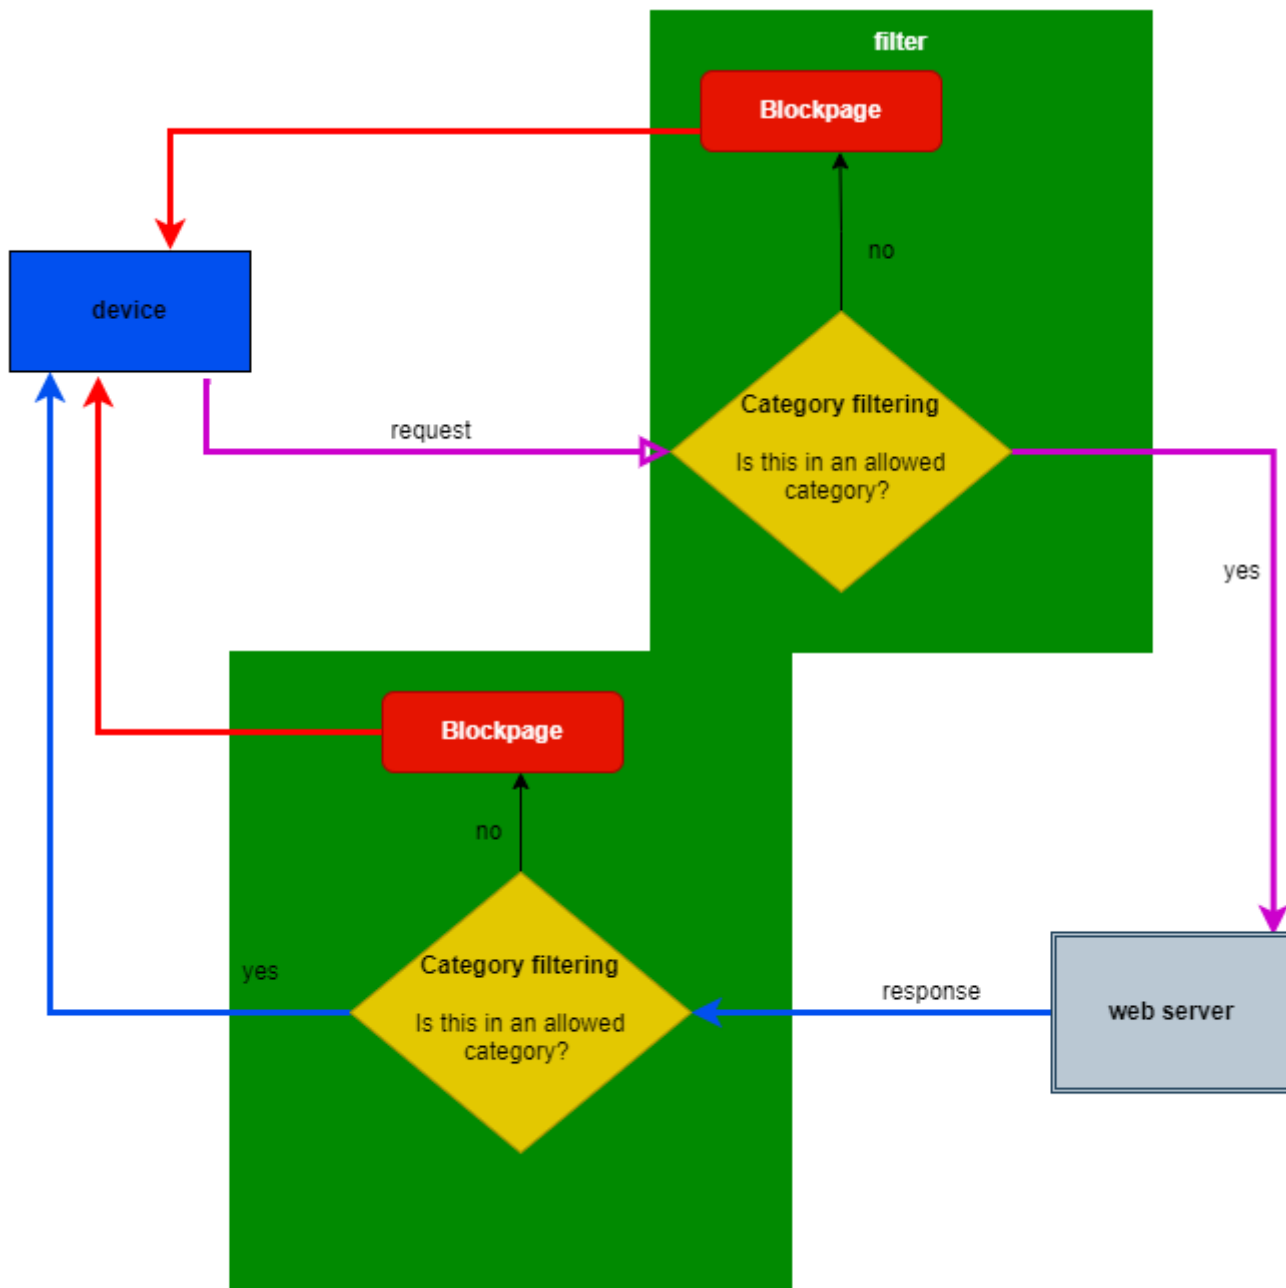 filter
Blockpage
no
device
Category filtering
request
Is this in an allowed
category?
yes
Blockpage
no
Category filtering
yes
response
web server
Is this in an allowed
category?